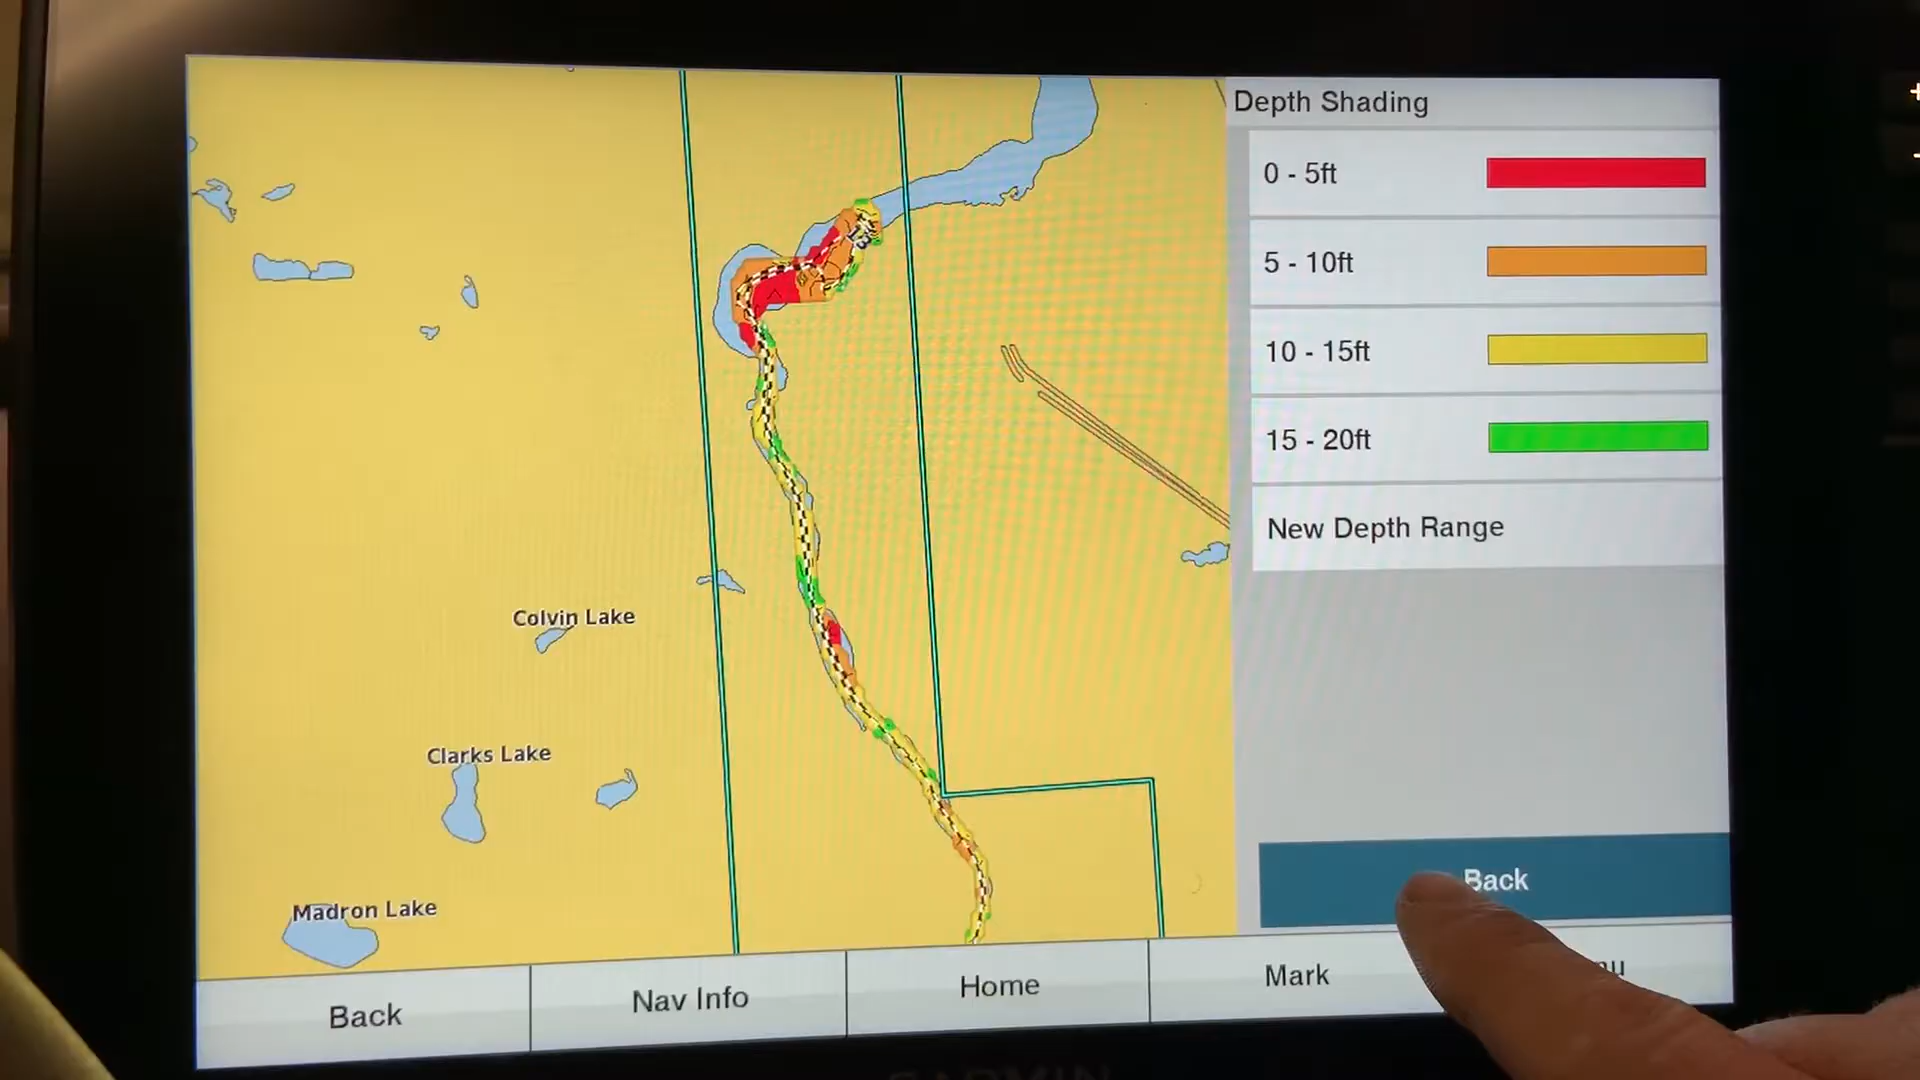 Depth Shading
0 - 5ft
5 - 10ft
10 - 15ft
15 - 20ft
New Depth Range
Back
13
Colvin Lake
Clarks Lake
Madron Lake
Back
Nav Info
Home
Mark